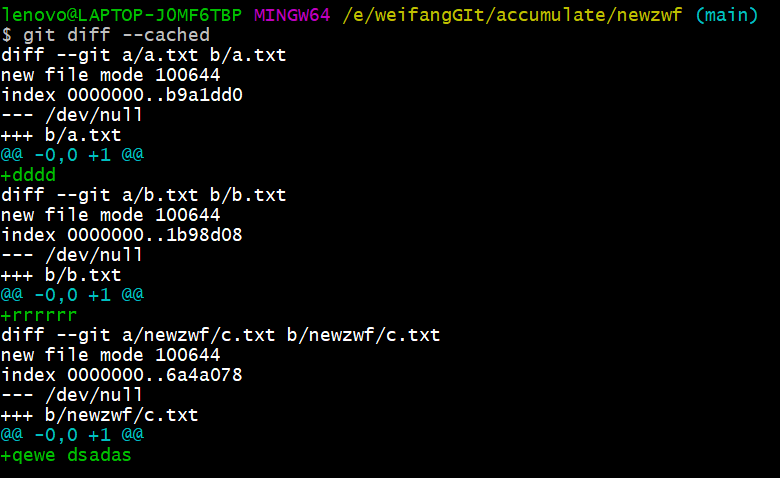 lenovo@LAPTOP-JOMF6TBP MINGW64 /e/weifangGIt/accumulate/newzwf (main)
$ git diff --cached
diff --git a/a.txt b/a.txt
new file mode 100644
index 0000000..b9a1dd0
--- /dev/null
+++ b/a.txt
@@ -0,0 +1 @@
+dddd
diff --git a/b.txt b/b.txt
new file mode 100644
index 0000000..1b98d08
--- /dev/null
+++ b/b.txt
@@ -0,0 +1 @@
+rrrrrr
diff --git a/newzwf/c.txt b/newzwf/c.txt
new file mode 100644
index 0000000..6a4a078
--- /dev/null
+++ b/newzwf/c.txt
@@ -0,0 +1 @@
+qewe dsadas